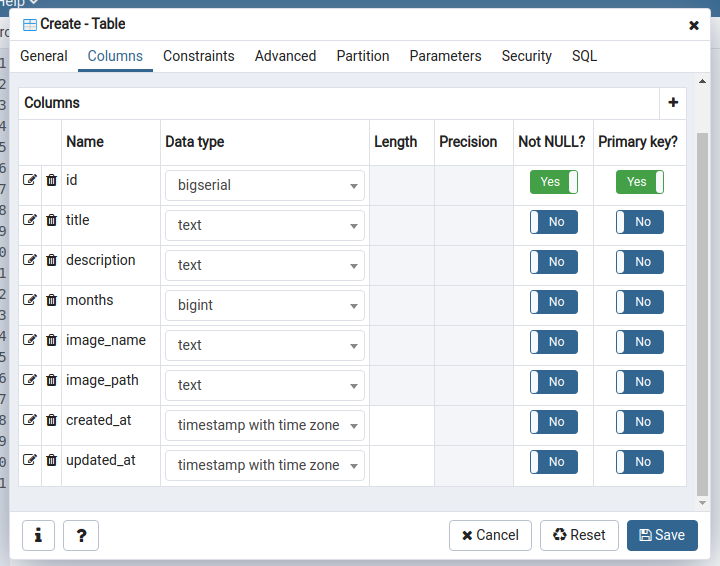 Help
Create - Table
General Columns Constraints Advanced Partition Parameters Security SQL
Columns
Name Data type Length Precision Not NULL? Primary key?
id bigserial Yes Yes
title text No No
description text No No
months bigint No No
image_name text No No
image_path text No No
created_at timestamp with time zone No No
updated_at timestamp with time zone No No
i ? Cancel Reset Save